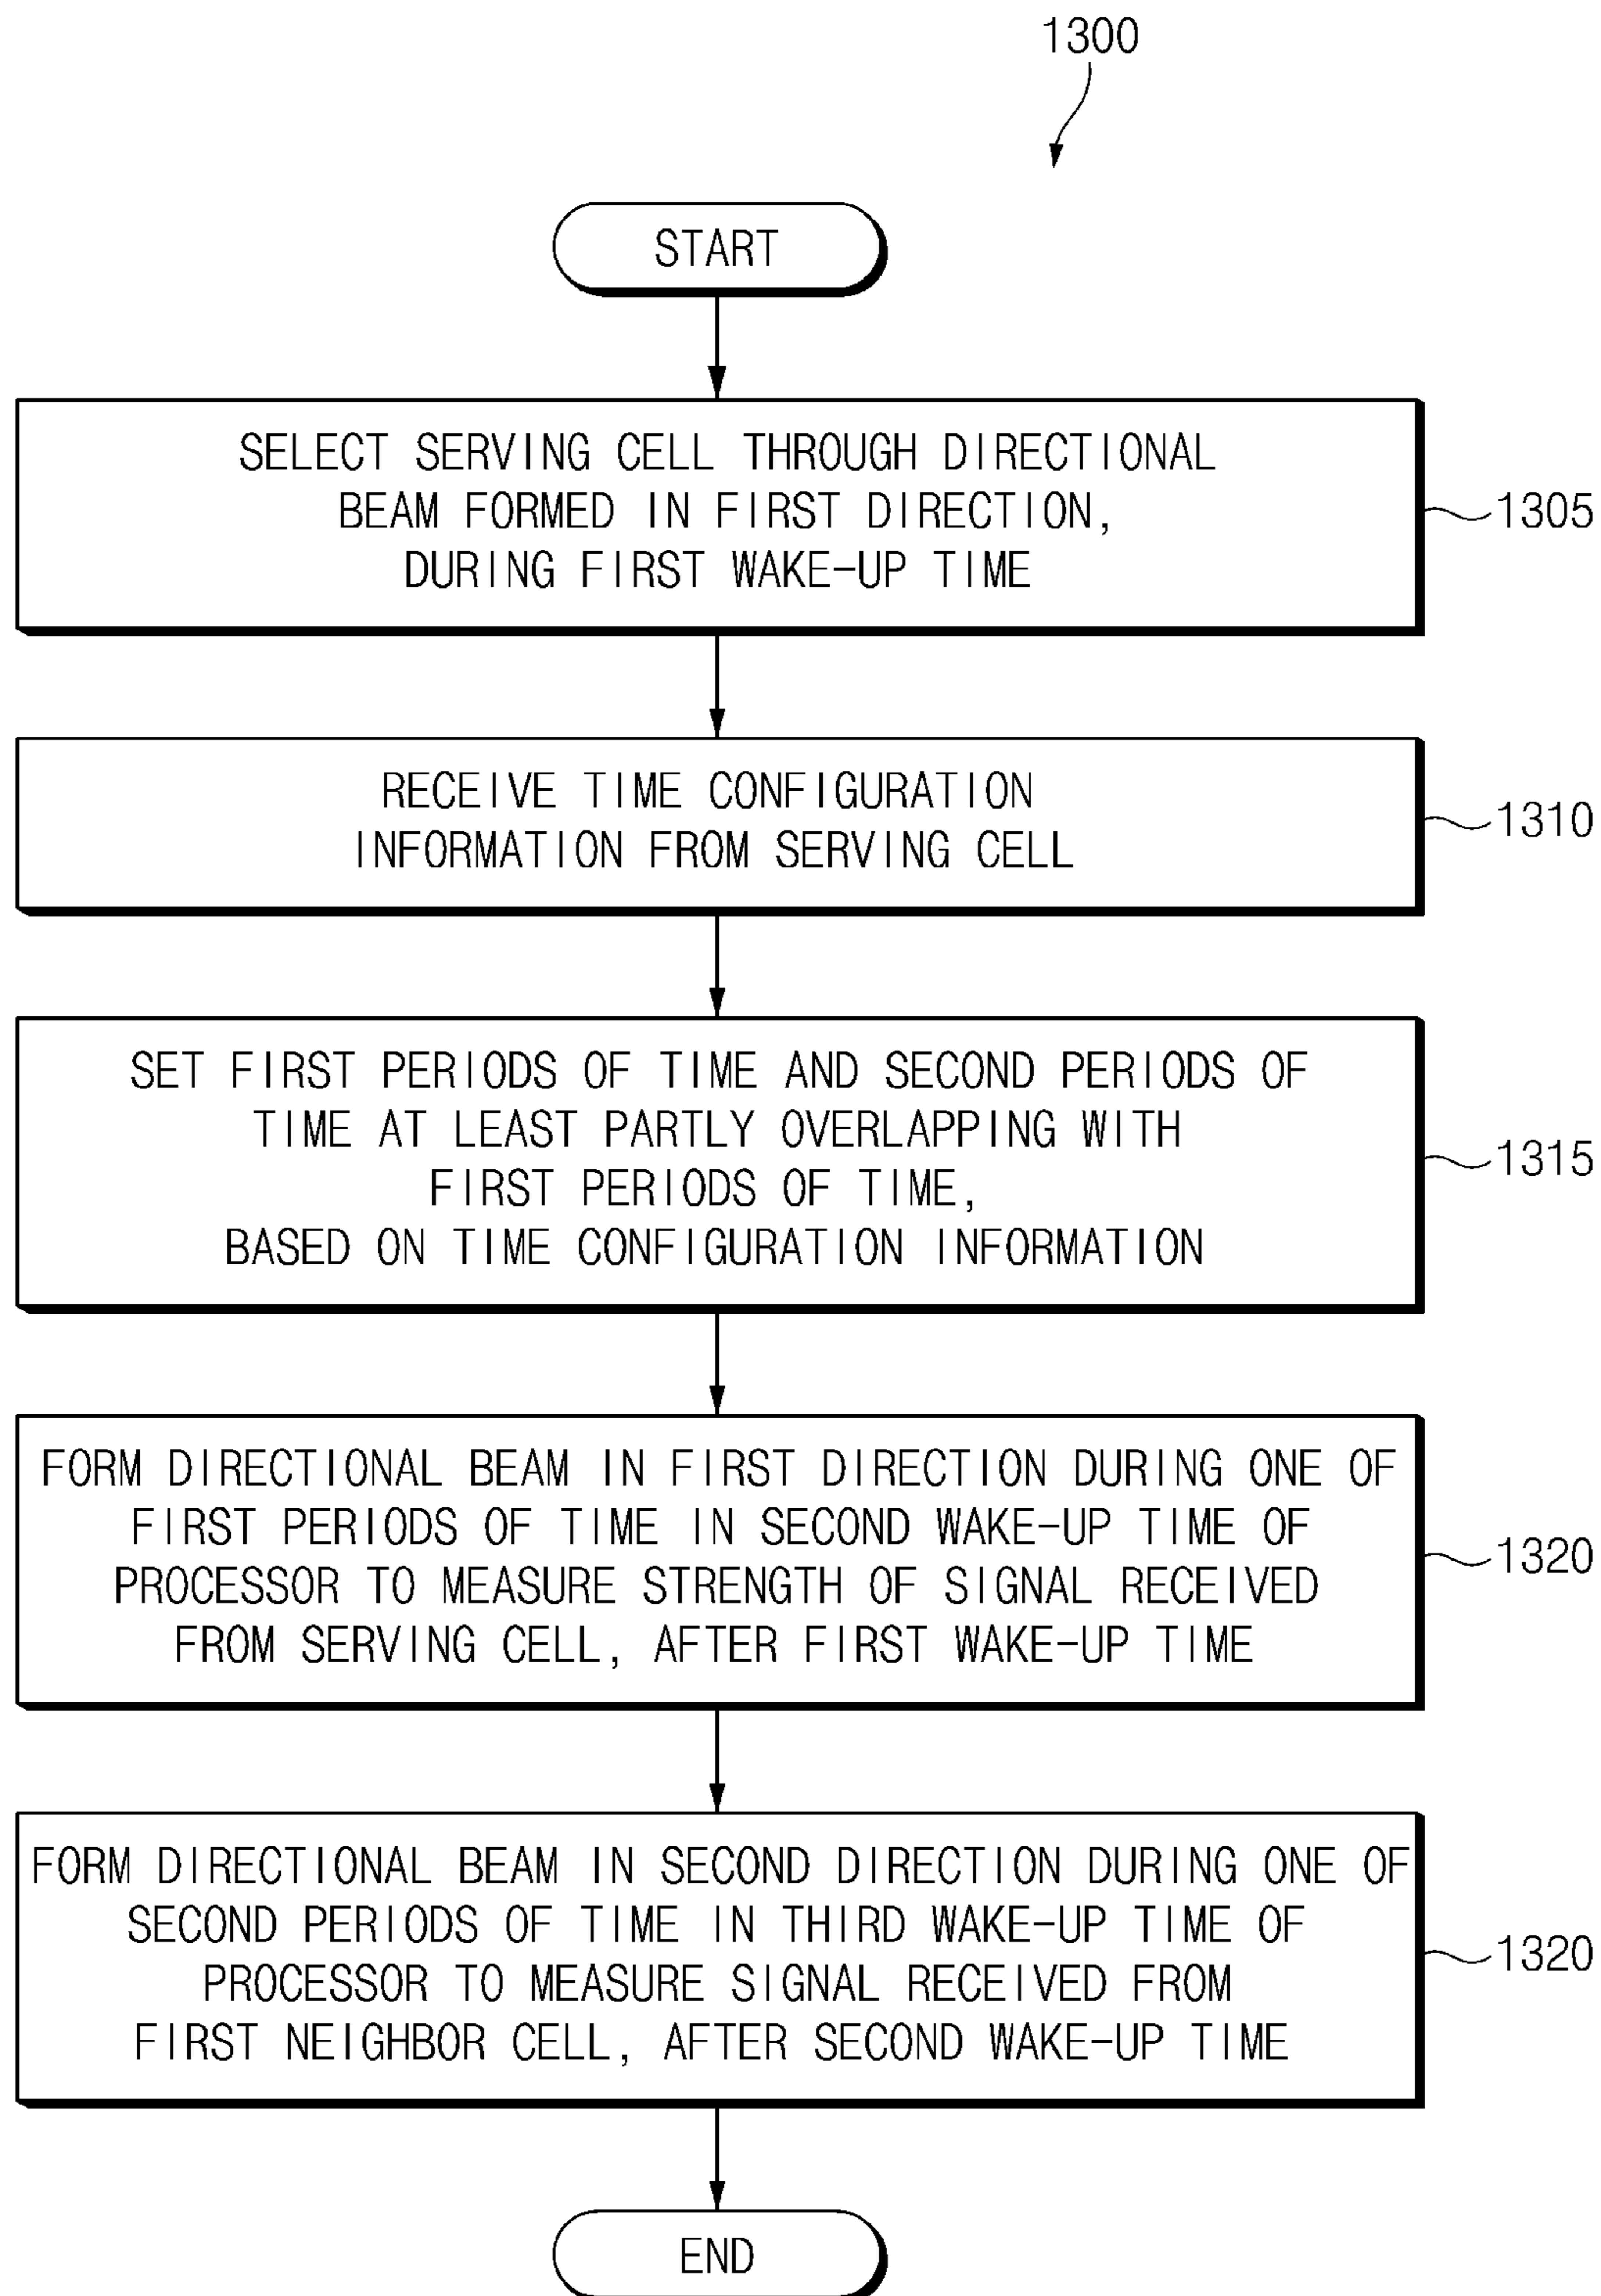 1300
START
SELECT SERVING CELL THROUGH DIRECTIONAL
BEAM FORMED IN FIRST DIRECTION,
DURING FIRST WAKE-UP TIME
1305
RECEIVE TIME CONFIGURATION
INFORMATION FROM SERVING CELL
1310
SET FIRST PERIODS OF TIME AND SECOND PERIODS OF
TIME AT LEAST PARTLY OVERLAPPING WITH
FIRST PERIODS OF TIME,
BASED ON TIME CONFIGURATION INFORMATION
1315
FORM DIRECTIONAL BEAM IN FIRST DIRECTION DURING ONE OF
FIRST PERIODS OF TIME IN SECOND WAKE-UP TIME OF
PROCESSOR TO MEASURE STRENGTH OF SIGNAL RECEIVED
FROM SERVING CELL, AFTER FIRST WAKE-UP TIME
1320
FORM DIRECTIONAL BEAM IN SECOND DIRECTION DURING ONE OF
SECOND PERIODS OF TIME IN THIRD WAKE-UP TIME OF
PROCESSOR TO MEASURE SIGNAL RECEIVED FROM
FIRST NEIGHBOR CELL, AFTER SECOND WAKE-UP TIME
1320
END